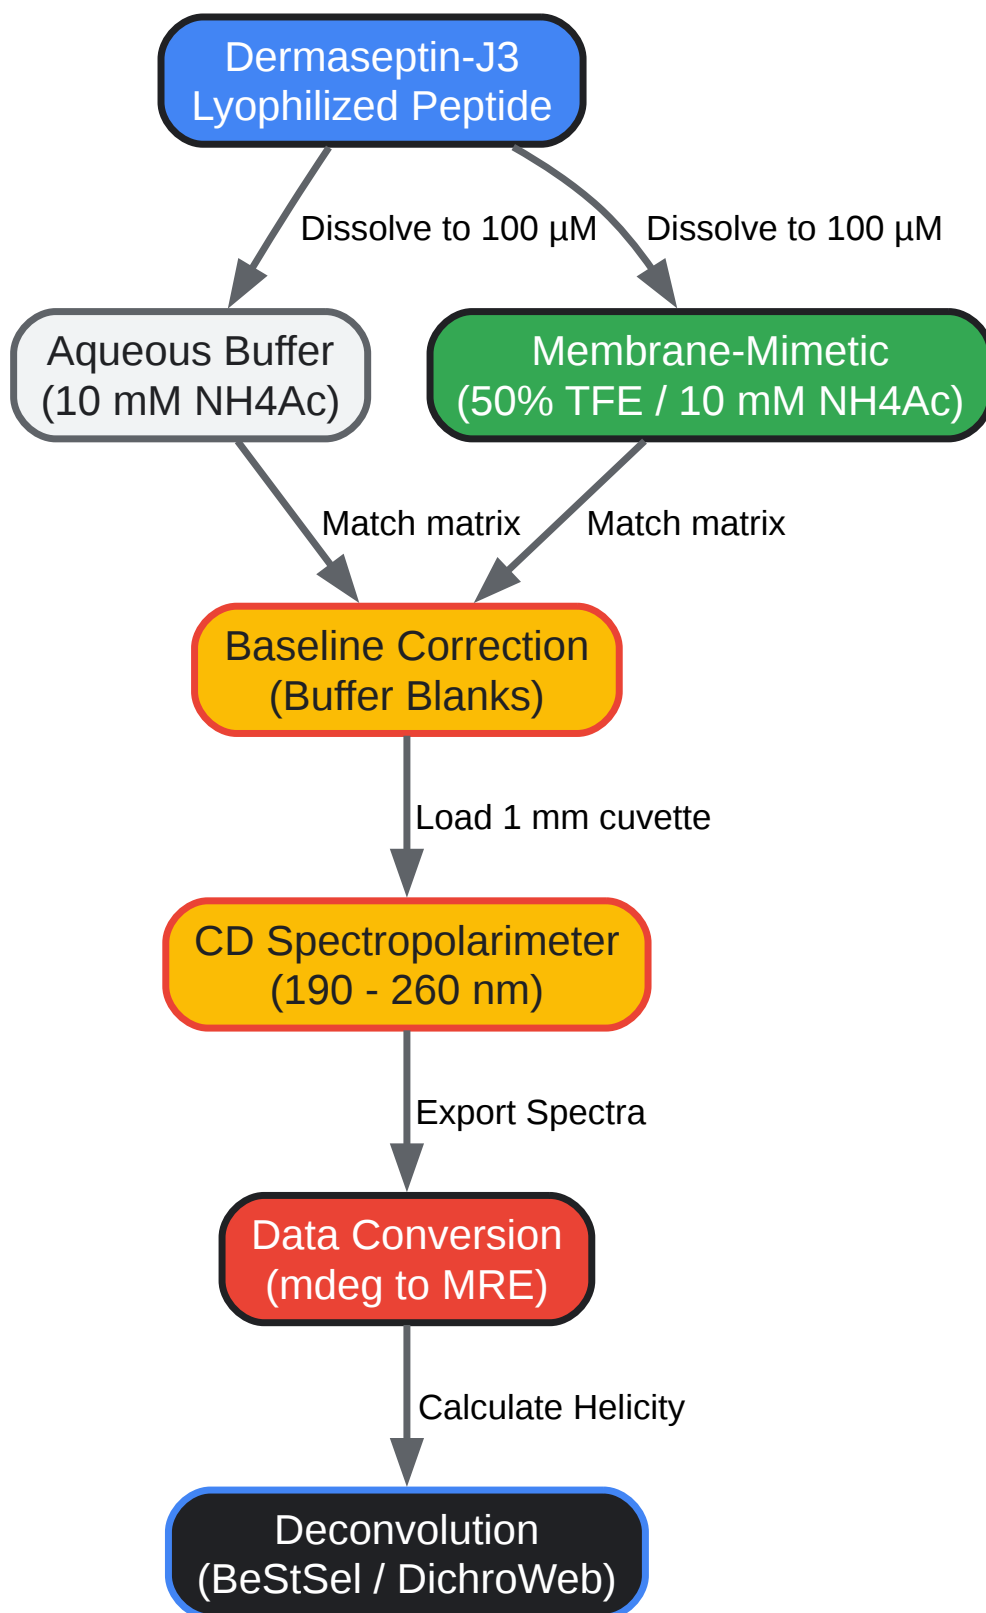 Dermaseptin-J3
Lyophilized Peptide
Dissolve to 100 µM
Dissolve to 100 µM
Aqueous Buffer
(10 mM NH4Ac)
Membrane-Mimetic
(50% TFE / 10 mM NH4Ac)
Match matrix
Match matrix
Baseline Correction
(Buffer Blanks)
Load 1 mm cuvette
CD Spectropolarimeter
(190 - 260 nm)
Export Spectra
Data Conversion
(mdeg to MRE)
Calculate Helicity
Deconvolution
(BeStSel / DichroWeb)